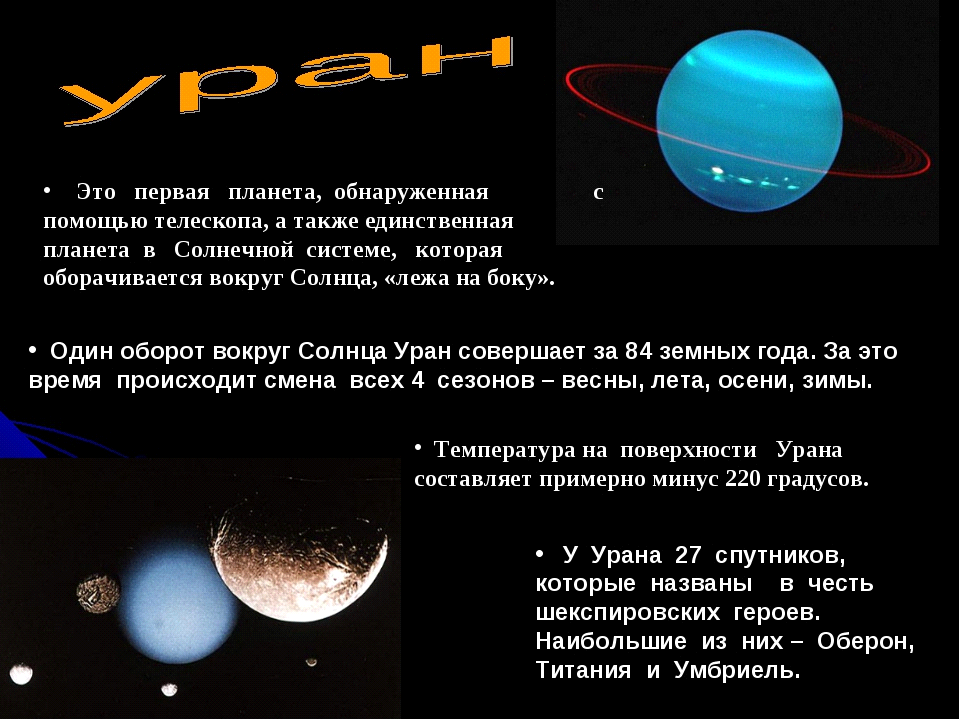 уран
• Это первая планета, обнаруженная с
помощью телескопа, а также единственная
планета в Солнечной системе, которая
оборачивается вокруг Солнца, «лежа на боку».
• Один оборот вокруг Солнца Уран совершает за 84 земных года. За это
время происходит смена всех 4 сезонов – весны, лета, осени, зимы.
• Температура на поверхности Урана
составляет примерно минус 220 градусов.
• У Урана 27 спутников,
которые названы в честь
шекспировских героев.
Наибольшие из них – Оберон,
Титания и Умбриель.